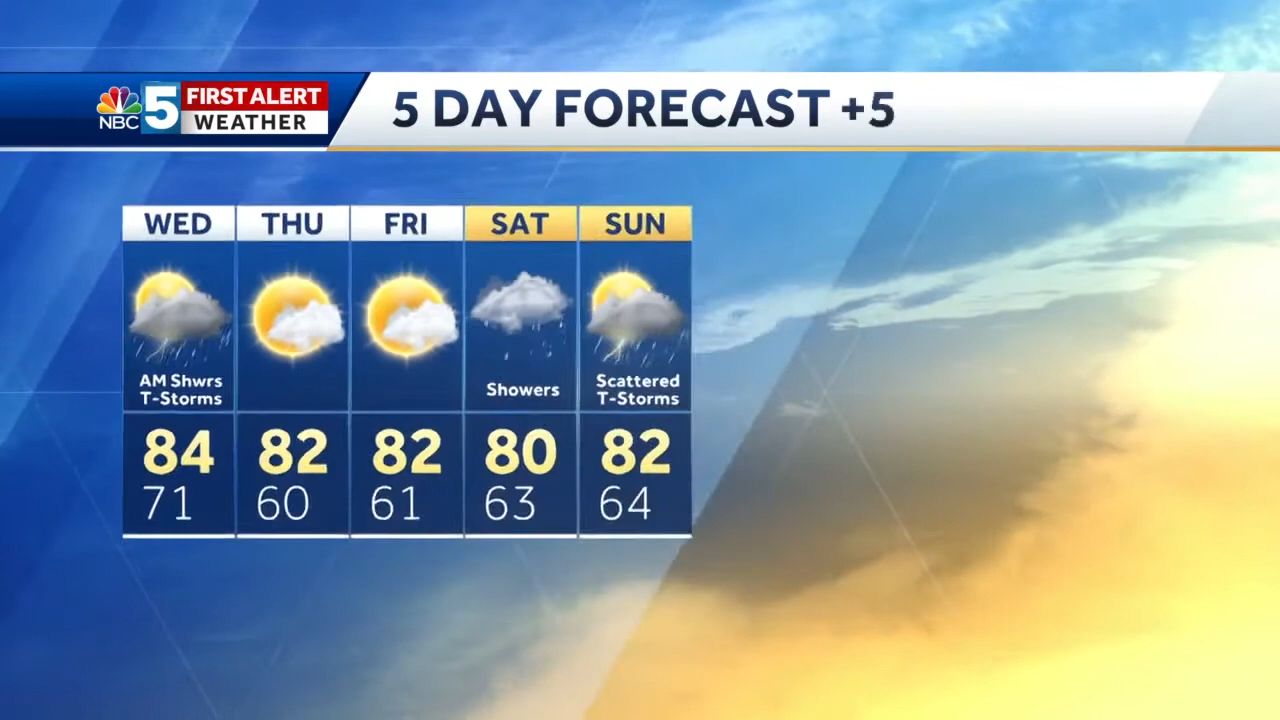 NBC 5 FIRST ALERT WEATHER
5 DAY FORECAST +5
WED THU FRI SAT SUN
AM Shwrs T-Storms
Showers
Scattered T-Storms
84 82 82 80 82
71 60 61 63 64